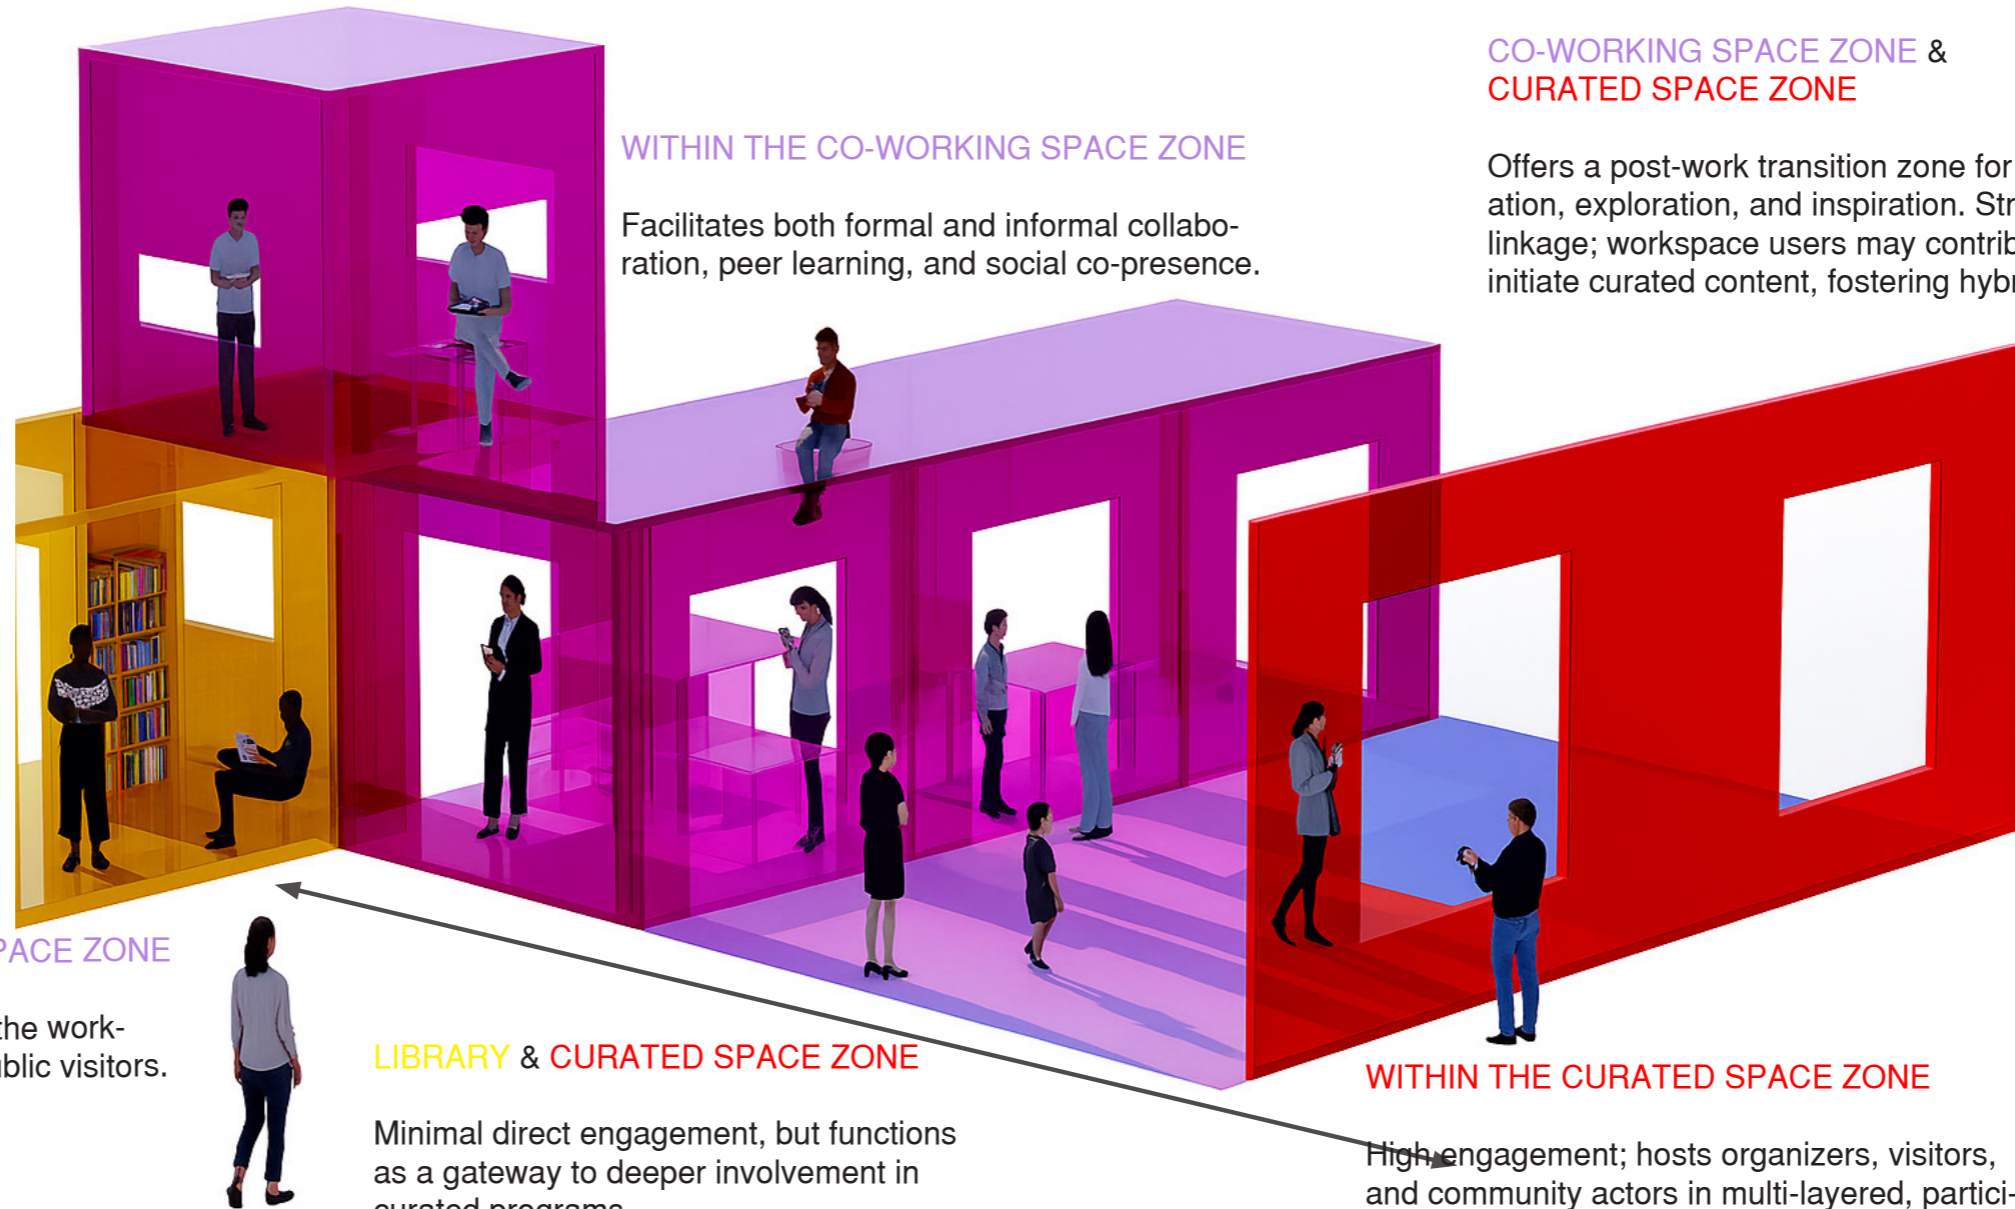 WITHIN THE CO-WORKING SPACE ZONE
Facilitates both formal and informal collabo-
ration, peer learning, and social co-presence.
CO-WORKING SPACE ZONE &
CURATED SPACE ZONE
Offers a post-work transition zone for
ation, exploration, and inspiration. Str
linkage; workspace users may contrib
initiate curated content, fostering hybr
PACE ZONE
the work-
ublic visitors.
LIBRARY & CURATED SPACE ZONE
Minimal direct engagement, but functions
as a gateway to deeper involvement in
curated programs
WITHIN THE CURATED SPACE ZONE
High engagement; hosts organizers, visitors,
and community actors in multi-layered, partici-